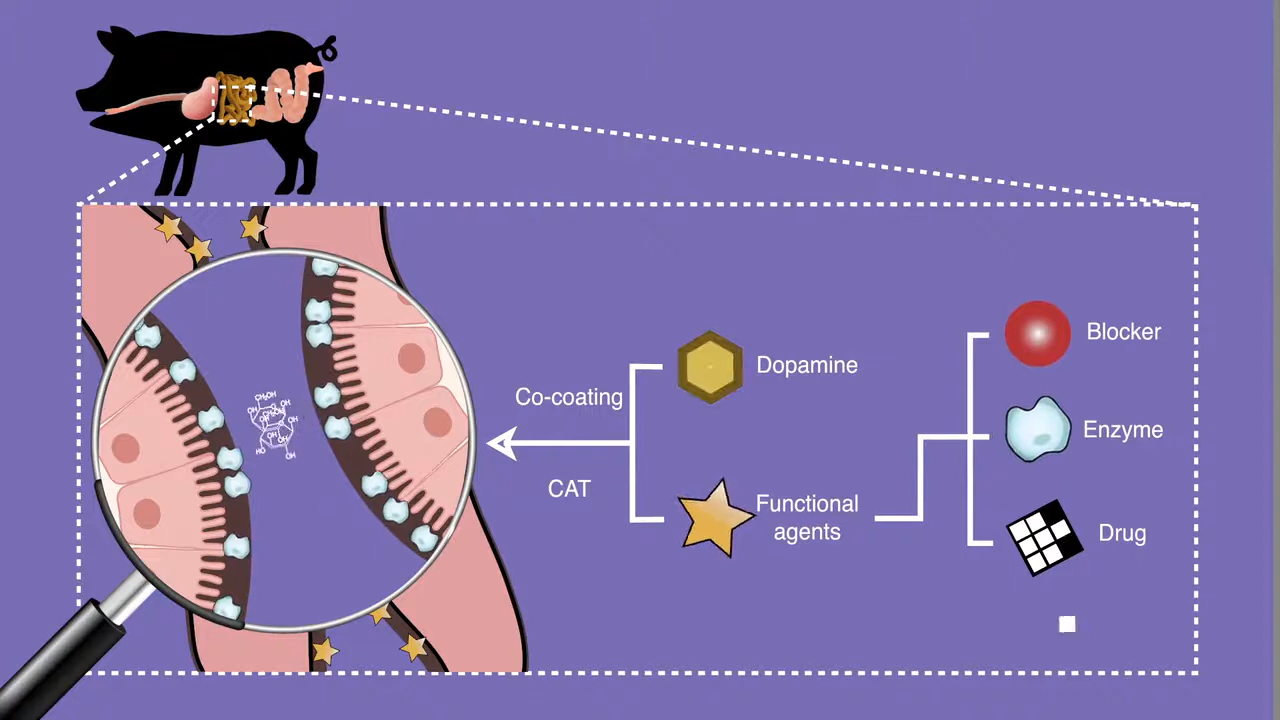 Co-coating
CAT
Dopamine
Functional
agents
Blocker
Enzyme
Drug